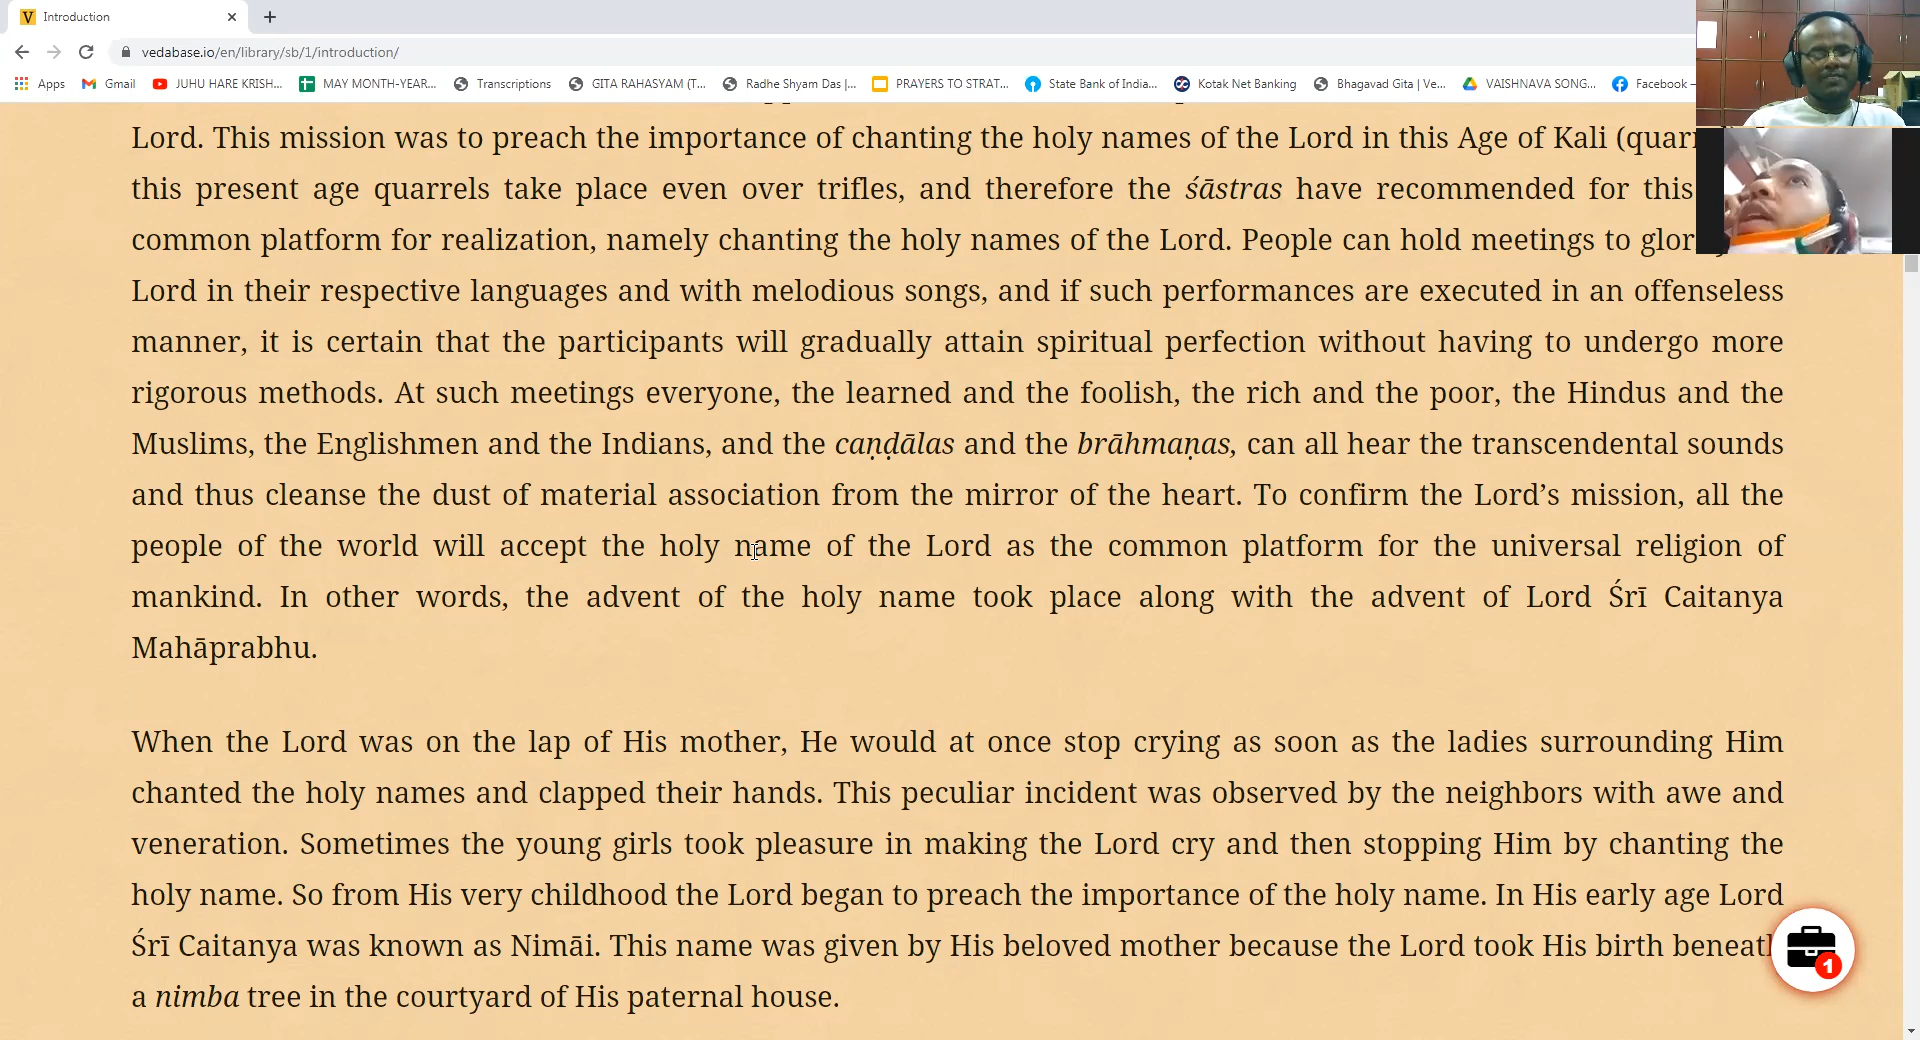 Introduction
vedabase.io/en/library/sb/1/introduction/
Apps Gmail JUHU HARE KRISH... MAY MONTH-YEAR... Transcriptions GITA RAHASYAM (T... Radhe Shyam Das |... PRAYERS TO STRAT... State Bank of India... Kotak Net Banking Bhagavad Gita | Ve... VAISHNAVA SONG... Facebook –
Lord. This mission was to preach the importance of chanting the holy names of the Lord in this Age of Kali (quar
this present age quarrels take place even over trifles, and therefore the śāstras have recommended for this
common platform for realization, namely chanting the holy names of the Lord. People can hold meetings to glor
Lord in their respective languages and with melodious songs, and if such performances are executed in an offenseless
manner, it is certain that the participants will gradually attain spiritual perfection without having to undergo more
rigorous methods. At such meetings everyone, the learned and the foolish, the rich and the poor, the Hindus and the
Muslims, the Englishmen and the Indians, and the caṇḍālas and the brāhmaṇas, can all hear the transcendental sounds
and thus cleanse the dust of material association from the mirror of the heart. To confirm the Lord’s mission, all the
people of the world will accept the holy name of the Lord as the common platform for the universal religion of
mankind. In other words, the advent of the holy name took place along with the advent of Lord Śrī Caitanya
Mahāprabhu.
When the Lord was on the lap of His mother, He would at once stop crying as soon as the ladies surrounding Him
chanted the holy names and clapped their hands. This peculiar incident was observed by the neighbors with awe and
veneration. Sometimes the young girls took pleasure in making the Lord cry and then stopping Him by chanting the
holy name. So from His very childhood the Lord began to preach the importance of the holy name. In His early age Lord
Śrī Caitanya was known as Nimāi. This name was given by His beloved mother because the Lord took His birth beneath
a nimba tree in the courtyard of His paternal house.
1